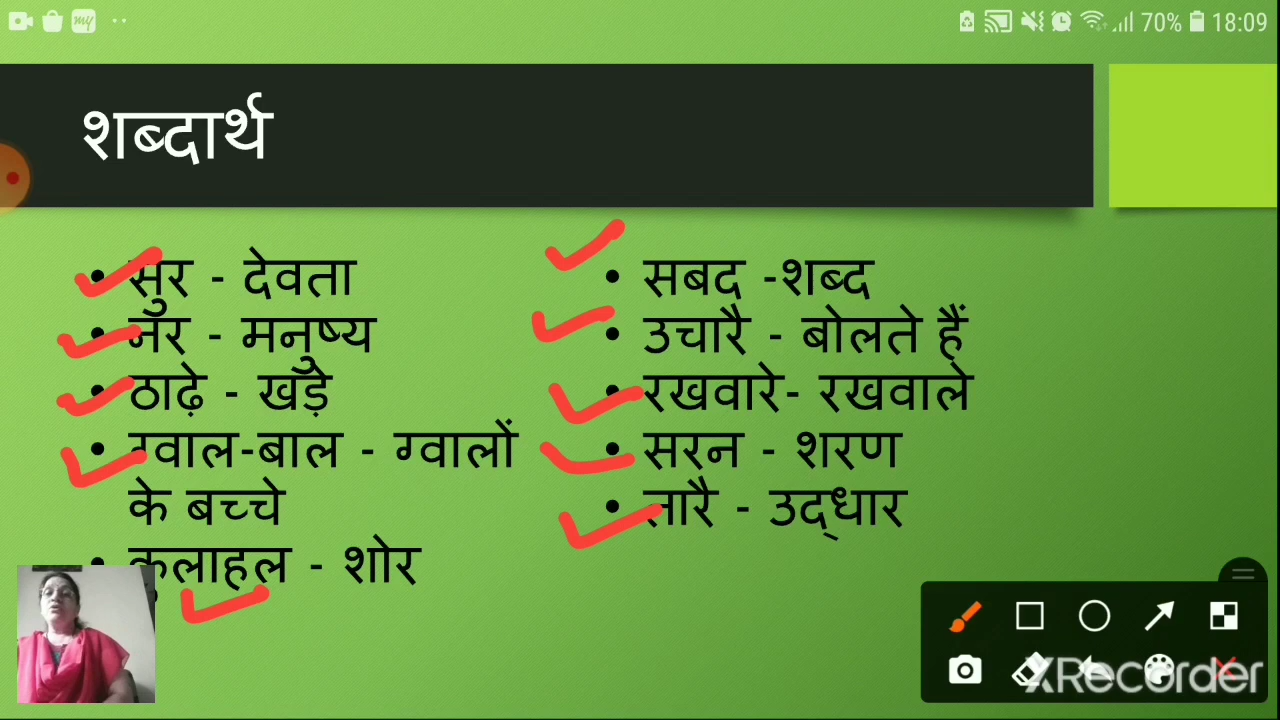 my
70%
18:09
शब्दार्थ
• सुर - देवता
• नर - मनुष्य
• ठाढ़े - खड़े
• ग्वाल-बाल - ग्वालों
के बच्चे
• कुलाहल - शोर
• सबद -शब्द
• उचारै - बोलते हैं
• रखवारे- रखवाले
• सरन - शरण
• तारै - उद्धार
XRecorder